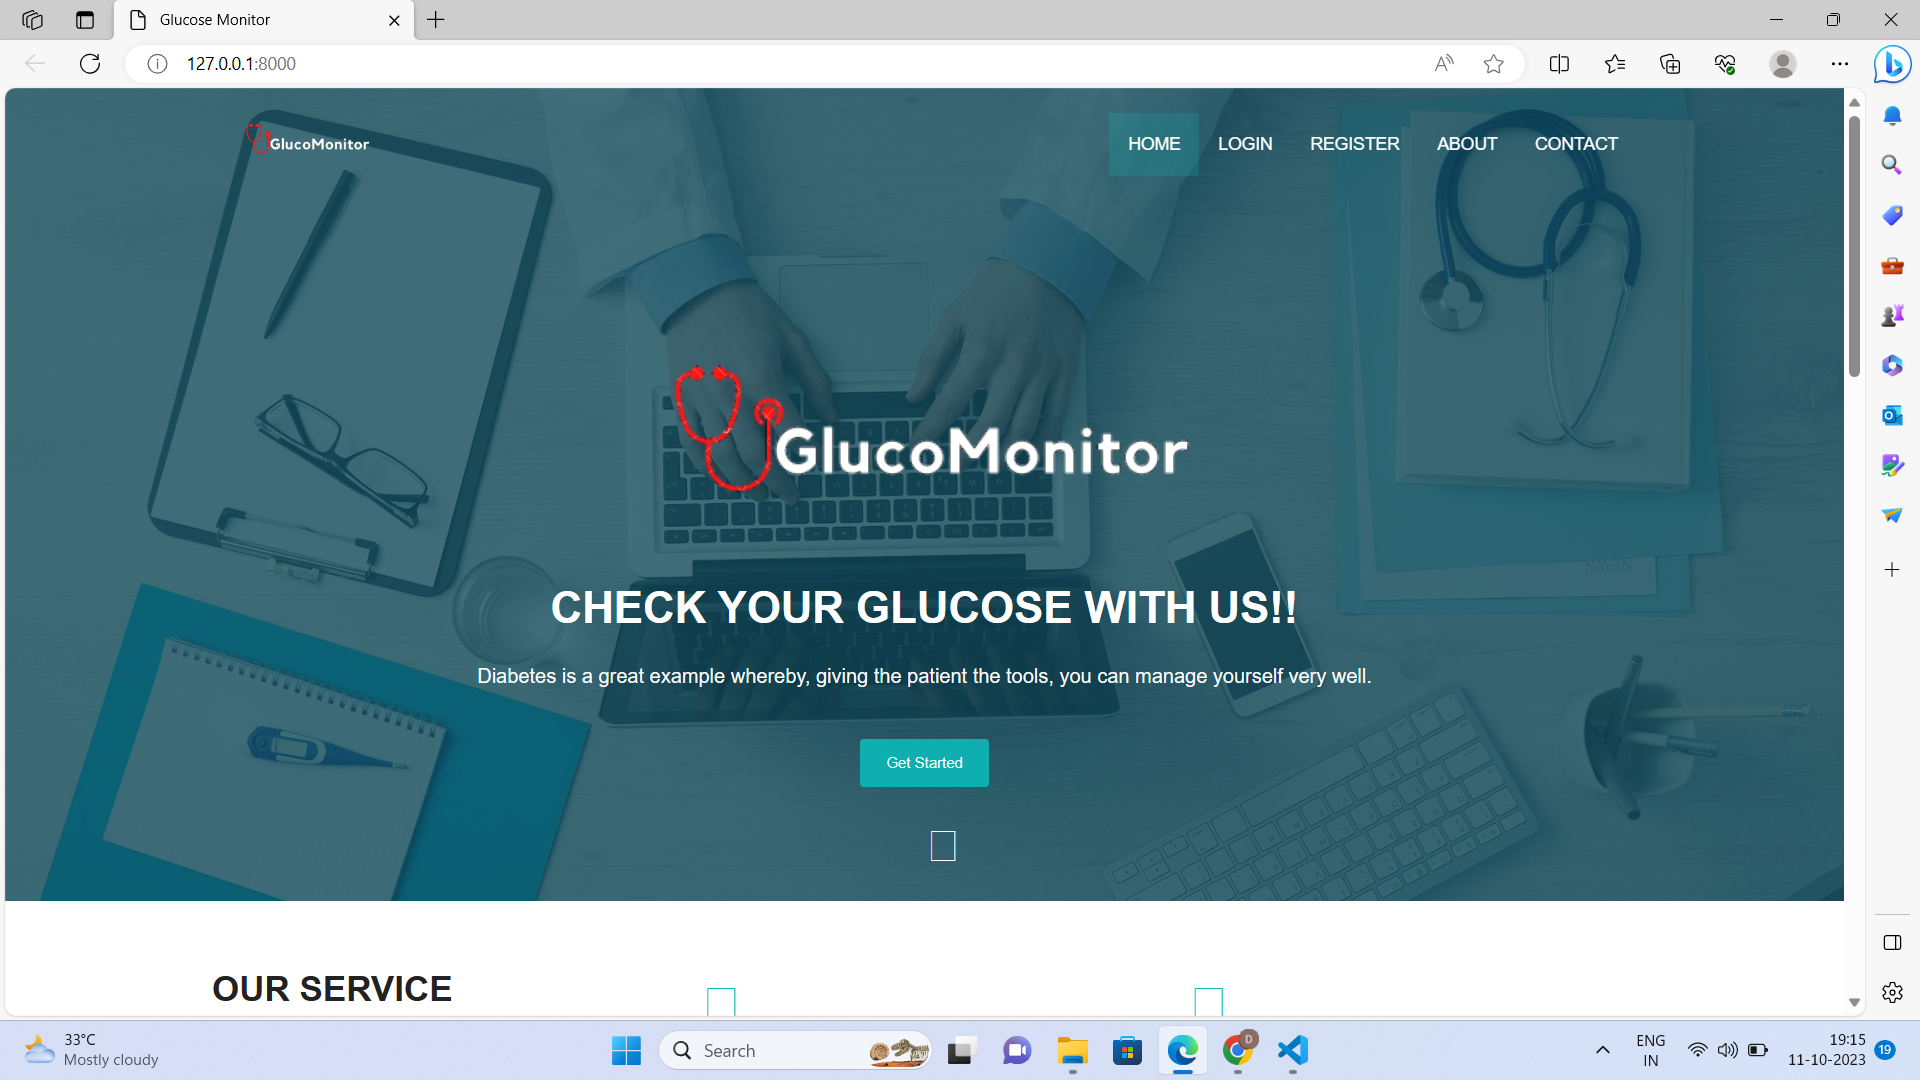 Glucose Monitor
127.0.0.1:8000
GlucoMonitor
HOME
LOGIN
REGISTER
ABOUT
CONTACT
GlucoMonitor
NEWS
CHECK YOUR GLUCOSE WITH US!!
Diabetes is a great example whereby, giving the patient the tools, you can manage yourself very well.
Get Started
OUR SERVICE
33°C
Mostly cloudy
Search
D
ENG
IN
19:15
11-10-2023
19